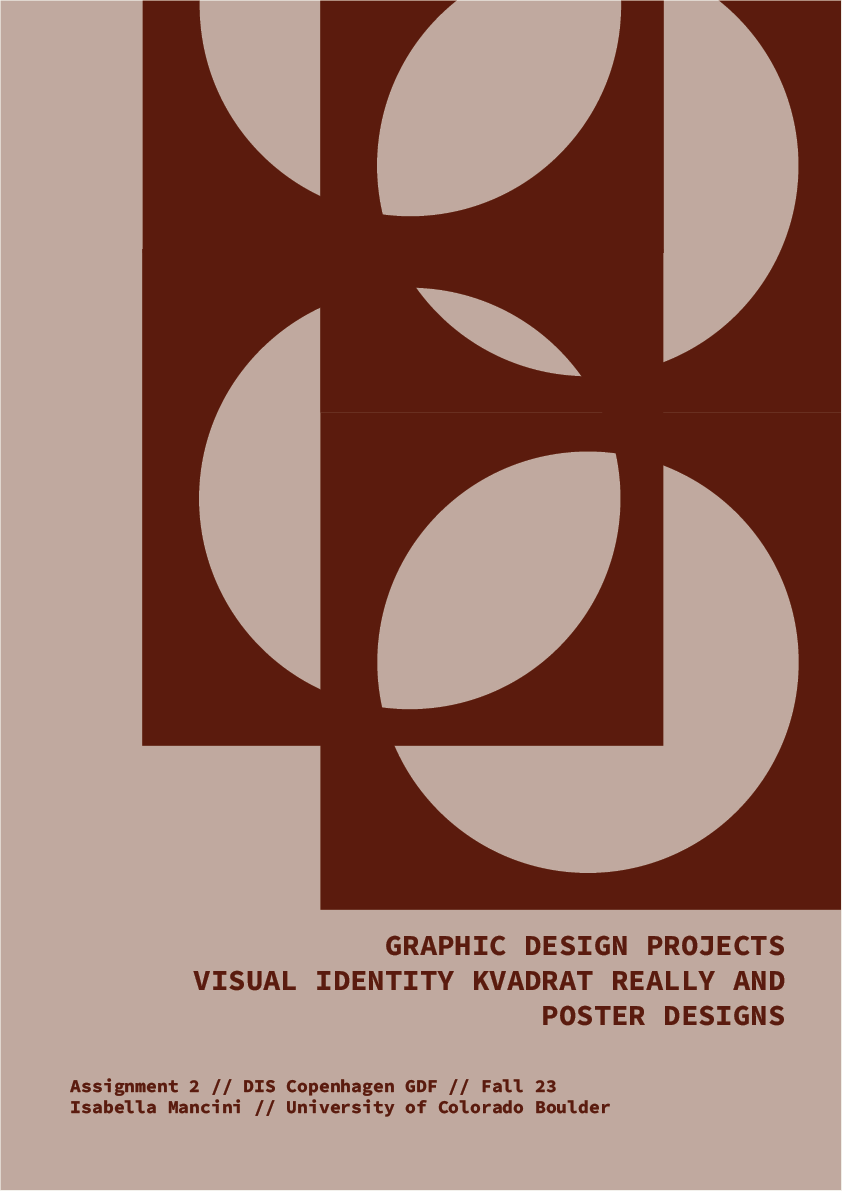 GRAPHIC DESIGN PROJECTS
VISUAL IDENTITY KVADRAT REALLY AND
POSTER DESIGNS
Assignment 2 // DIS Copenhagen GDF // Fall 23
Isabella Mancini // University of Colorado Boulder